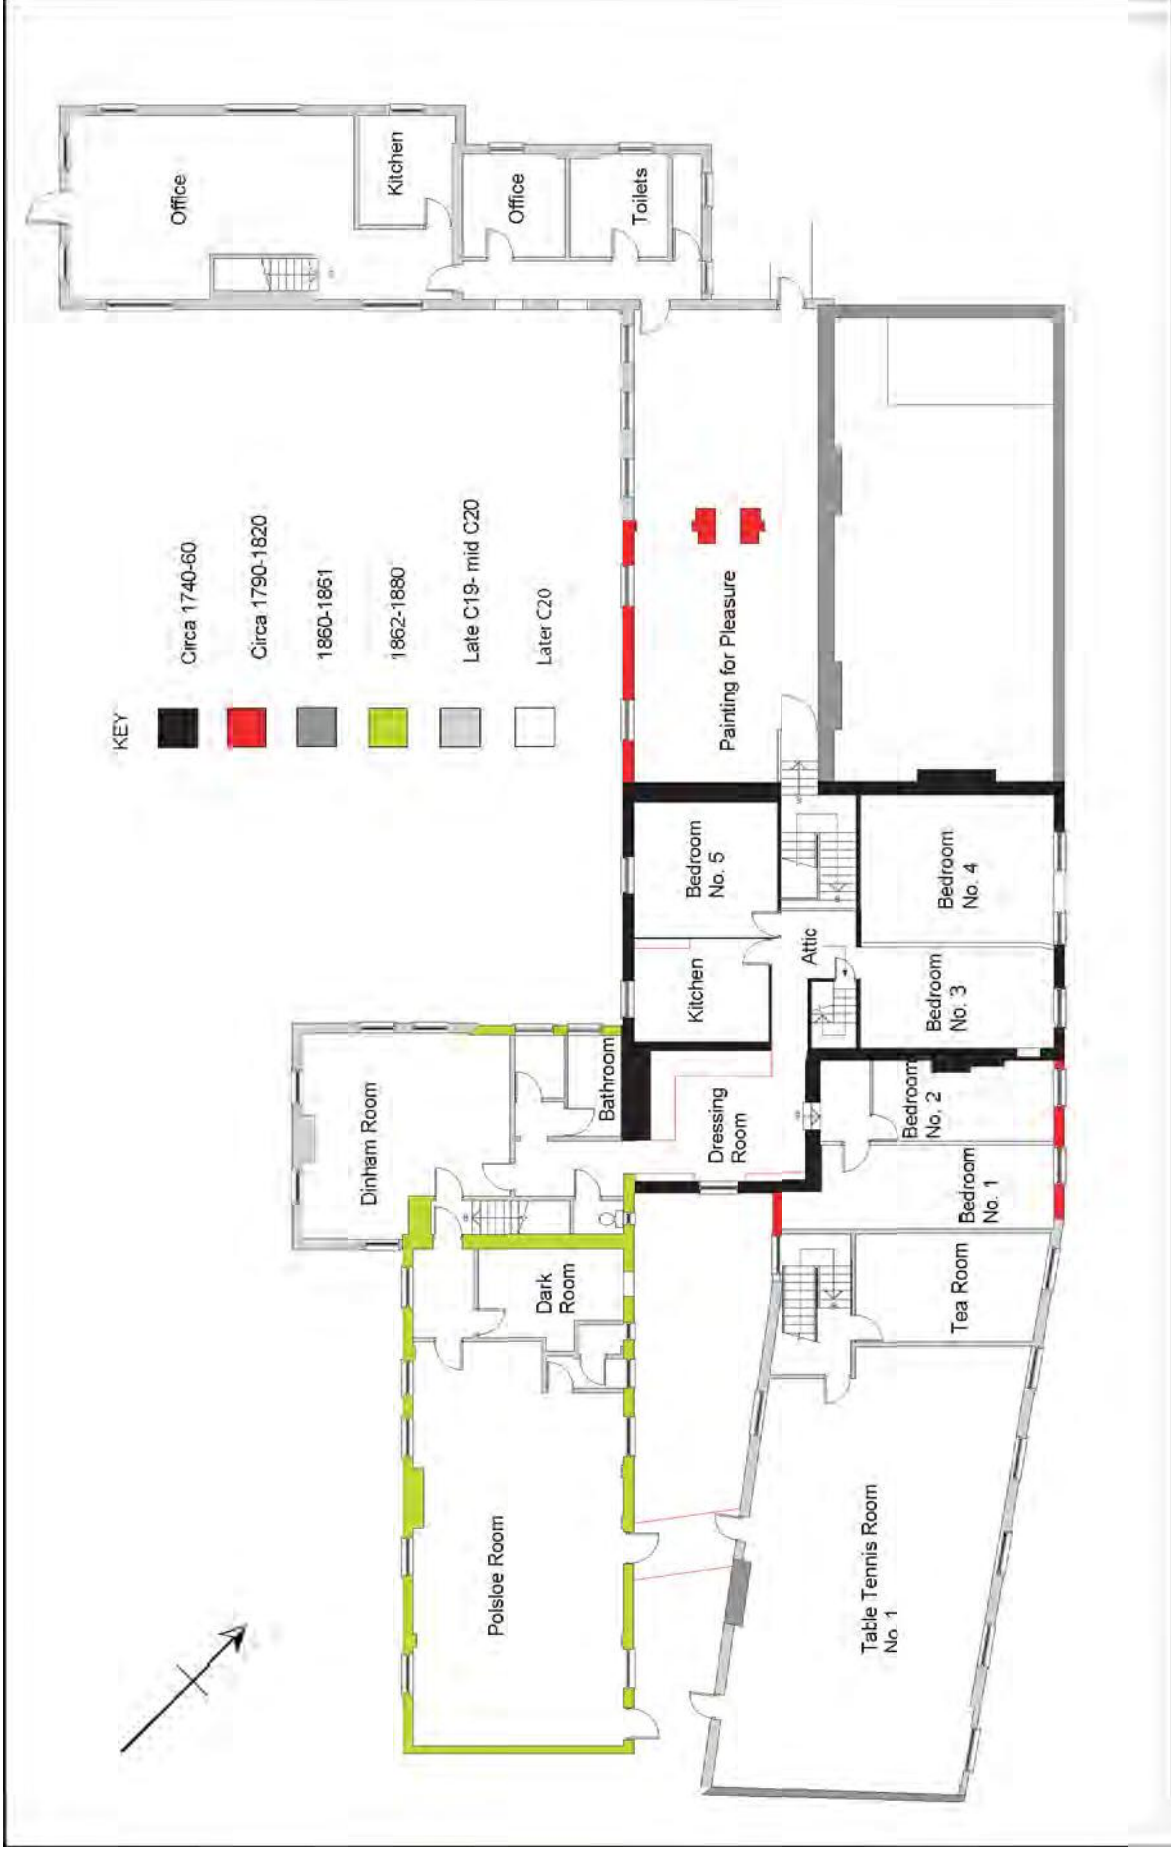 KEY
Circa 1740-60
Circa 1790-1820
1860-1861
1862-1880
Late C19- mid C20
Later C20
Office
Kitchen
Office
Toilets
Painting for Pleasure
Bedroom
No. 5
Kitchen
Attic
Bedroom
No. 4
Bedroom
No. 3
Bedroom
No. 2
Bedroom
No. 1
Dressing
Room
Bathroom
Dinham Room
Dark
Room
Polsloe Room
Tea Room
Table Tennis Room
No. 1